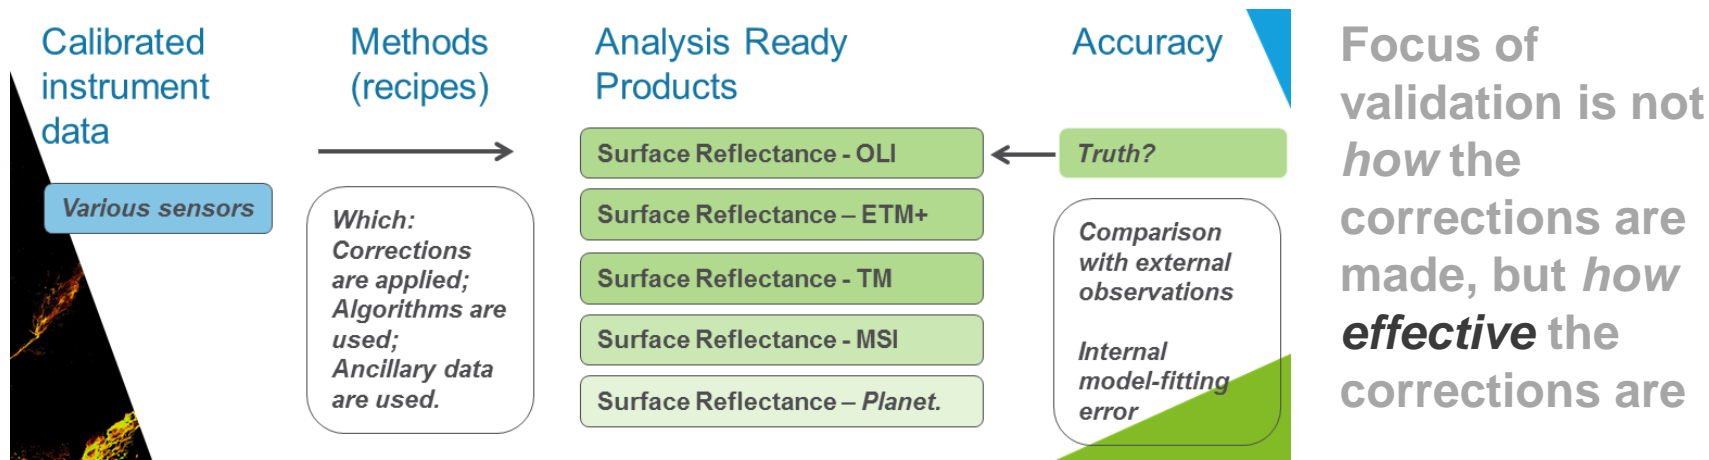 Calibrated
instrument
data
Various sensors
Methods
(recipes)
Which:
Corrections
are applied;
Algorithms are
used;
Ancillary data
are used.
Analysis Ready
Products
Surface Reflectance - OLI
Surface Reflectance – ETM+
Surface Reflectance - TM
Surface Reflectance - MSI
Surface Reflectance – Planet.
Accuracy
Truth?
Comparison
with external
observations
Internal
model-fitting
error
Focus of
validation is not
how the
corrections are
made, but how
effective the
corrections are